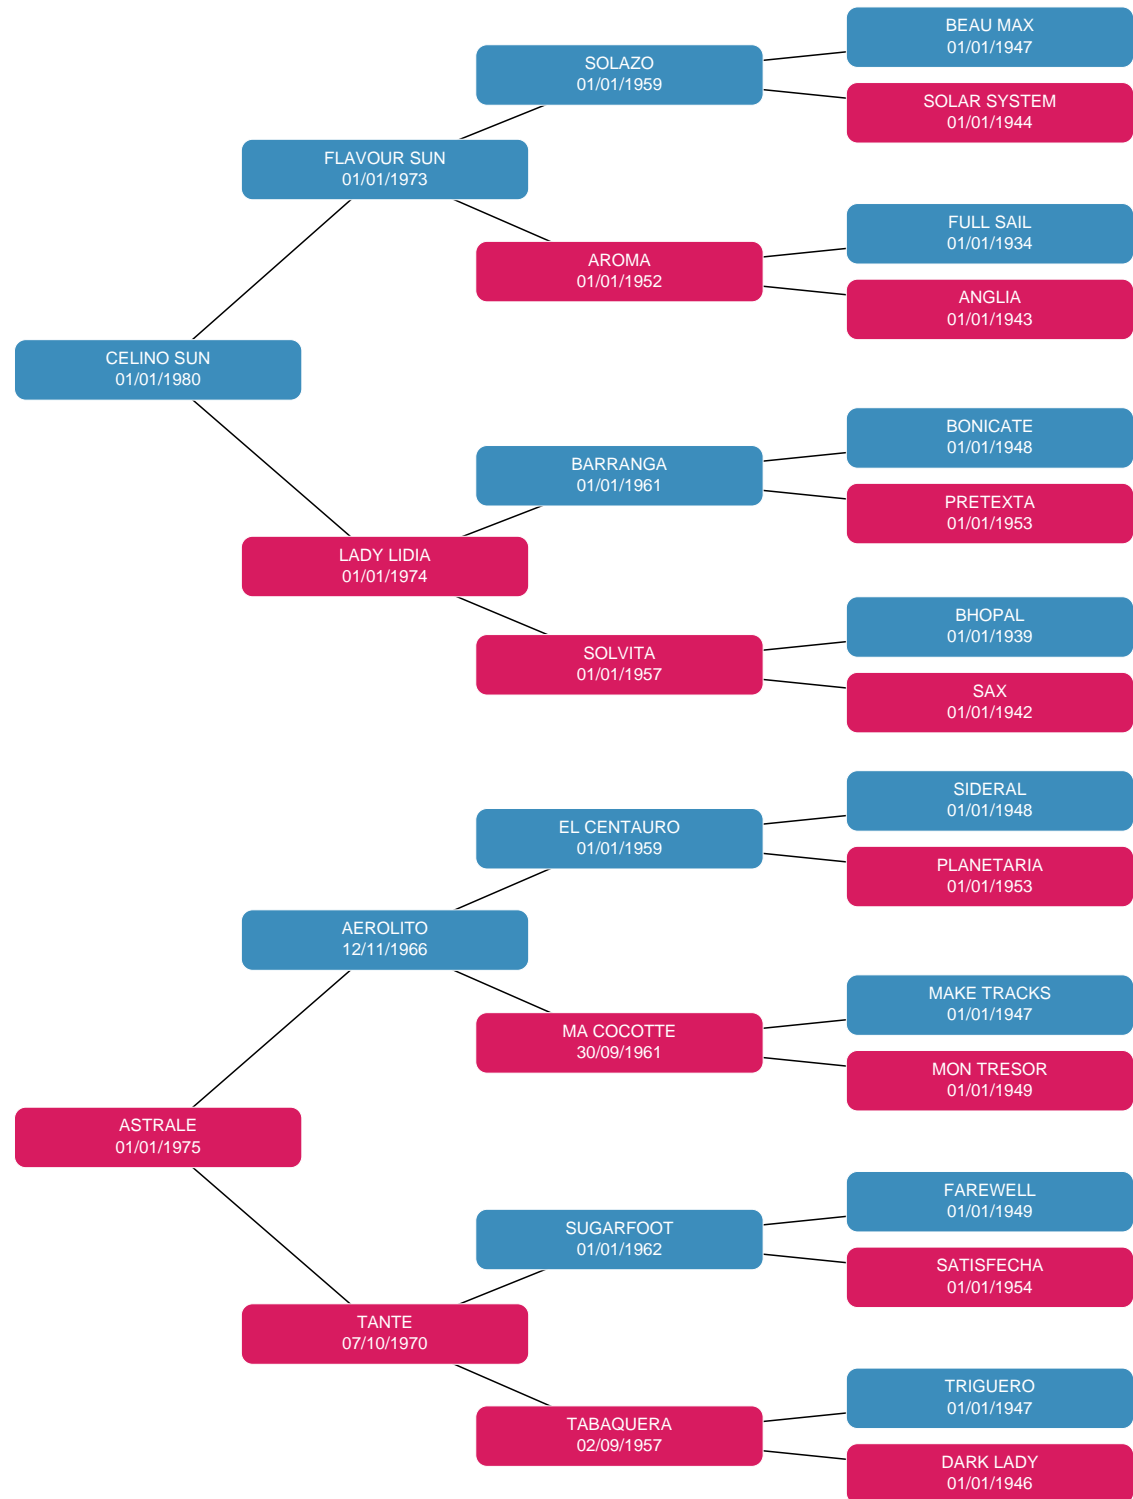 BEAU MAX
01/01/1947
SOLAZO
01/01/1959
SOLAR SYSTEM
01/01/1944
FLAVOUR SUN
01/01/1973
FULL SAIL
01/01/1934
AROMA
01/01/1952
ANGLIA
01/01/1943
CELINO SUN
01/01/1980
BONICATE
01/01/1948
BARRANGA
01/01/1961
PRETEXTA
01/01/1953
LADY LIDIA
01/01/1974
BHOPAL
01/01/1939
SOLVITA
01/01/1957
SAX
01/01/1942
SIDERAL
01/01/1948
EL CENTAURO
01/01/1959
PLANETARIA
01/01/1953
AEROLITO
12/11/1966
MAKE TRACKS
01/01/1947
MA COCOTTE
30/09/1961
MON TRESOR
01/01/1949
ASTRALE
01/01/1975
FAREWELL
01/01/1949
SUGARFOOT
01/01/1962
SATISFECHA
01/01/1954
TANTE
07/10/1970
TRIGUERO
01/01/1947
TABAQUERA
02/09/1957
DARK LADY
01/01/1946